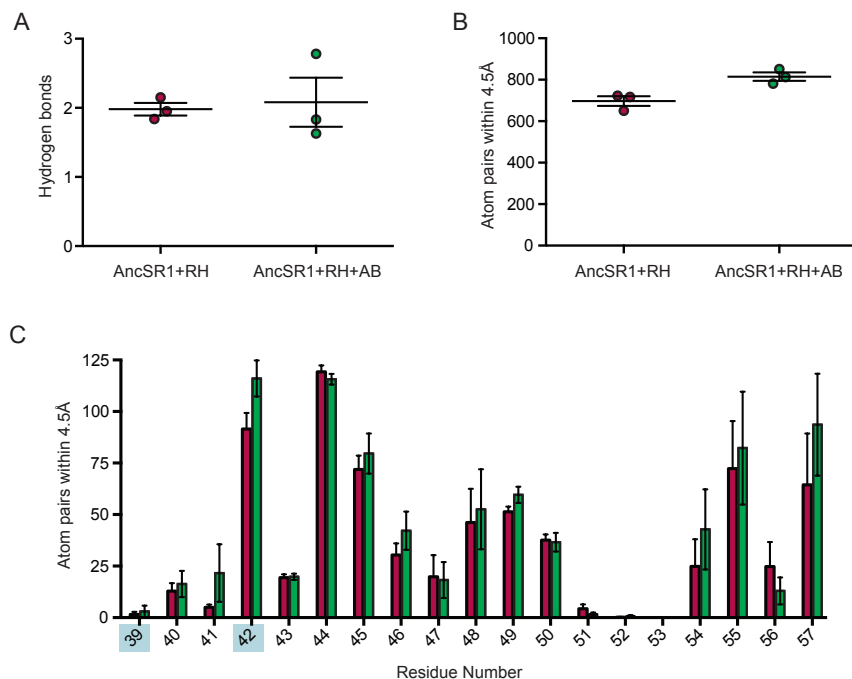 A
Hydrogen bonds
3
2
1
0
AncSR1+RH
AncSR1+RH+AB
B
Atom pairs within 4.5Å
1000
800
600
400
200
0
AncSR1+RH
AncSR1+RH+AB
C
Atom pairs within 4.5Å
125
100
75
50
25
0
39 40 41 42 43 44 45 46 47 48 49 50 51 52 53 54 55 56 57
Residue Number